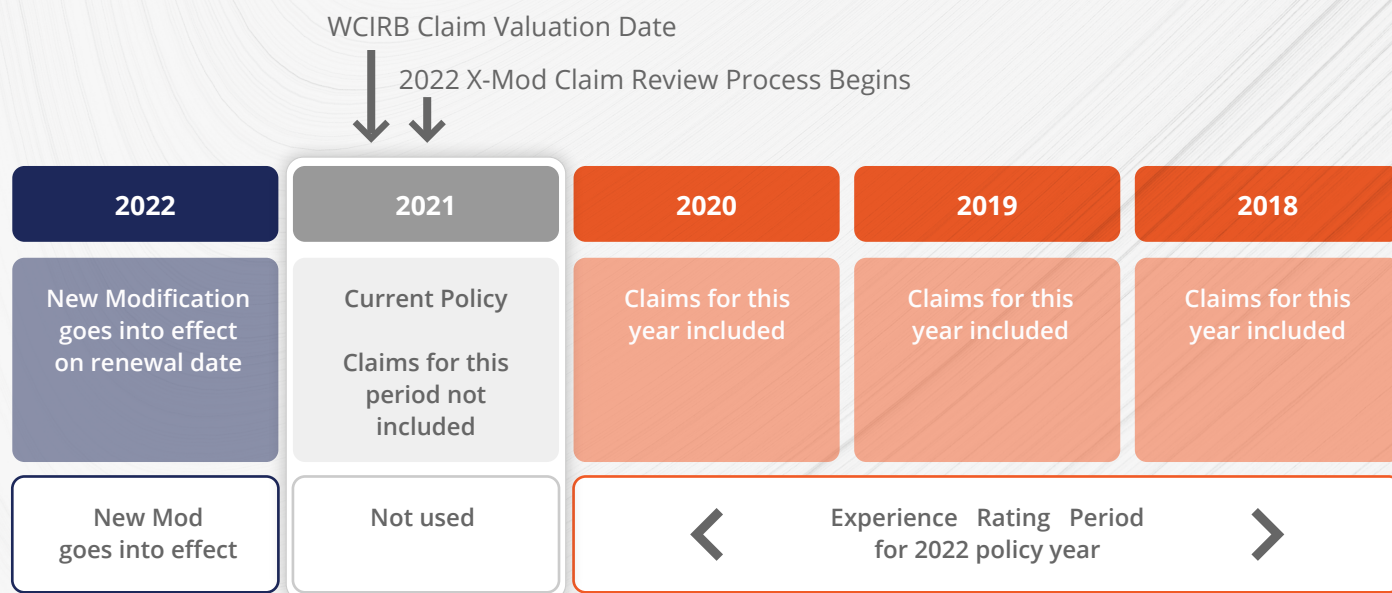 WCIRB Claim Valuation Date
2022 X-Mod Claim Review Process Begins
2022
2021
2020
2019
2018
New Modification
goes into effect
on renewal date
Current Policy
Claims for this
period not
included
Claims for this
year included
Claims for this
year included
Claims for this
year included
New Mod
goes into effect
Not used
Experience Rating Period
for 2022 policy year